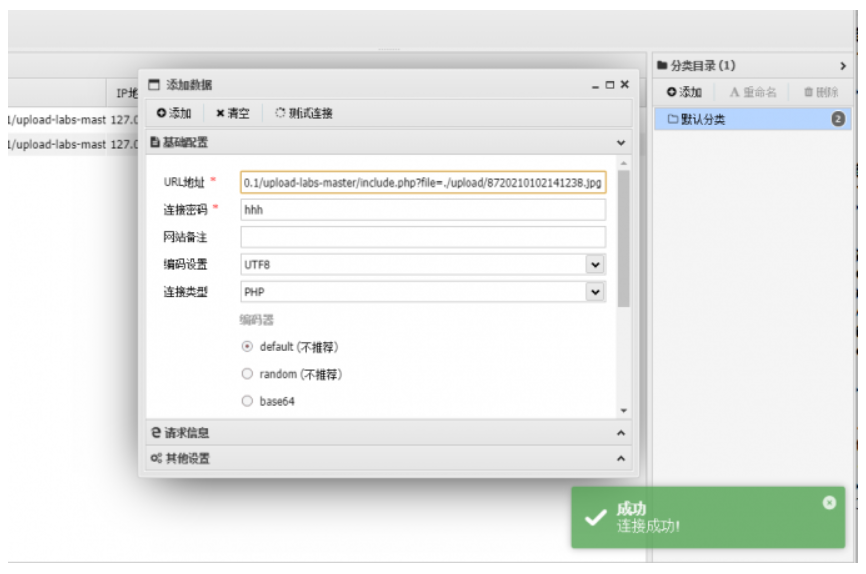 分类目录 (1)
添加 重命名 删除
默认分类 2
IP地
1/upload-labs-mast 127.0
1/upload-labs-mast 127.0
添加数据
添加 清空 测试连接
基础配置
URL地址 * 0.1/upload-labs-master/include.php?file=./upload/8720210102141238.jpg
连接密码 * hhh
网站备注
编码设置 UTF8
连接类型 PHP
编码器
default (不推荐)
random (不推荐)
base64
请求信息
其他设置
成功
连接成功!